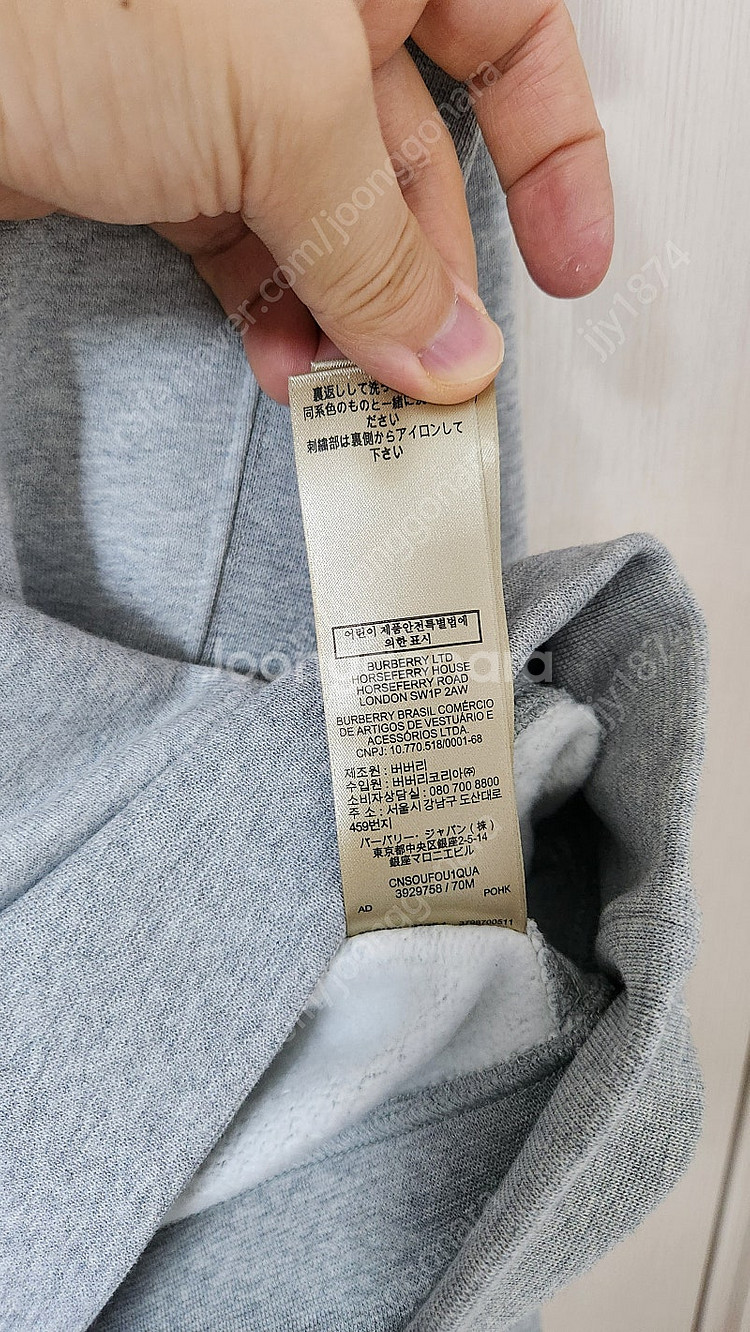 裏返しして洗っ
同系色のものと一緒に洗
ださい
刺繍部は裏側からアイロンして
下さい
어린이 제품안전특별법에
의한 표시
BURBERRY LTD
HORSEFERRY HOUSE
HORSEFERRY ROAD
LONDON SW1P 2AW
BURBERRY BRASIL COMÉRCIO
DE ARTIGOS DE VESTUÁRIO E
ACESSÓRIOS LTDA.
CNPJ: 10.770.518/0001-68
제조원 : 버버리
수입원 : 버버리코리아㈜
소비자상담실 : 080 700 8800
주 소 : 서울시 강남구 도산대로
459번지
バーバリー・ジャパン（株）
東京都中央区銀座2-5-14
銀座マロニエビル
CNSOUFOU1QUA
3929758 / 70M
AD POHK
3798700511
Joonggonara
jjy1874